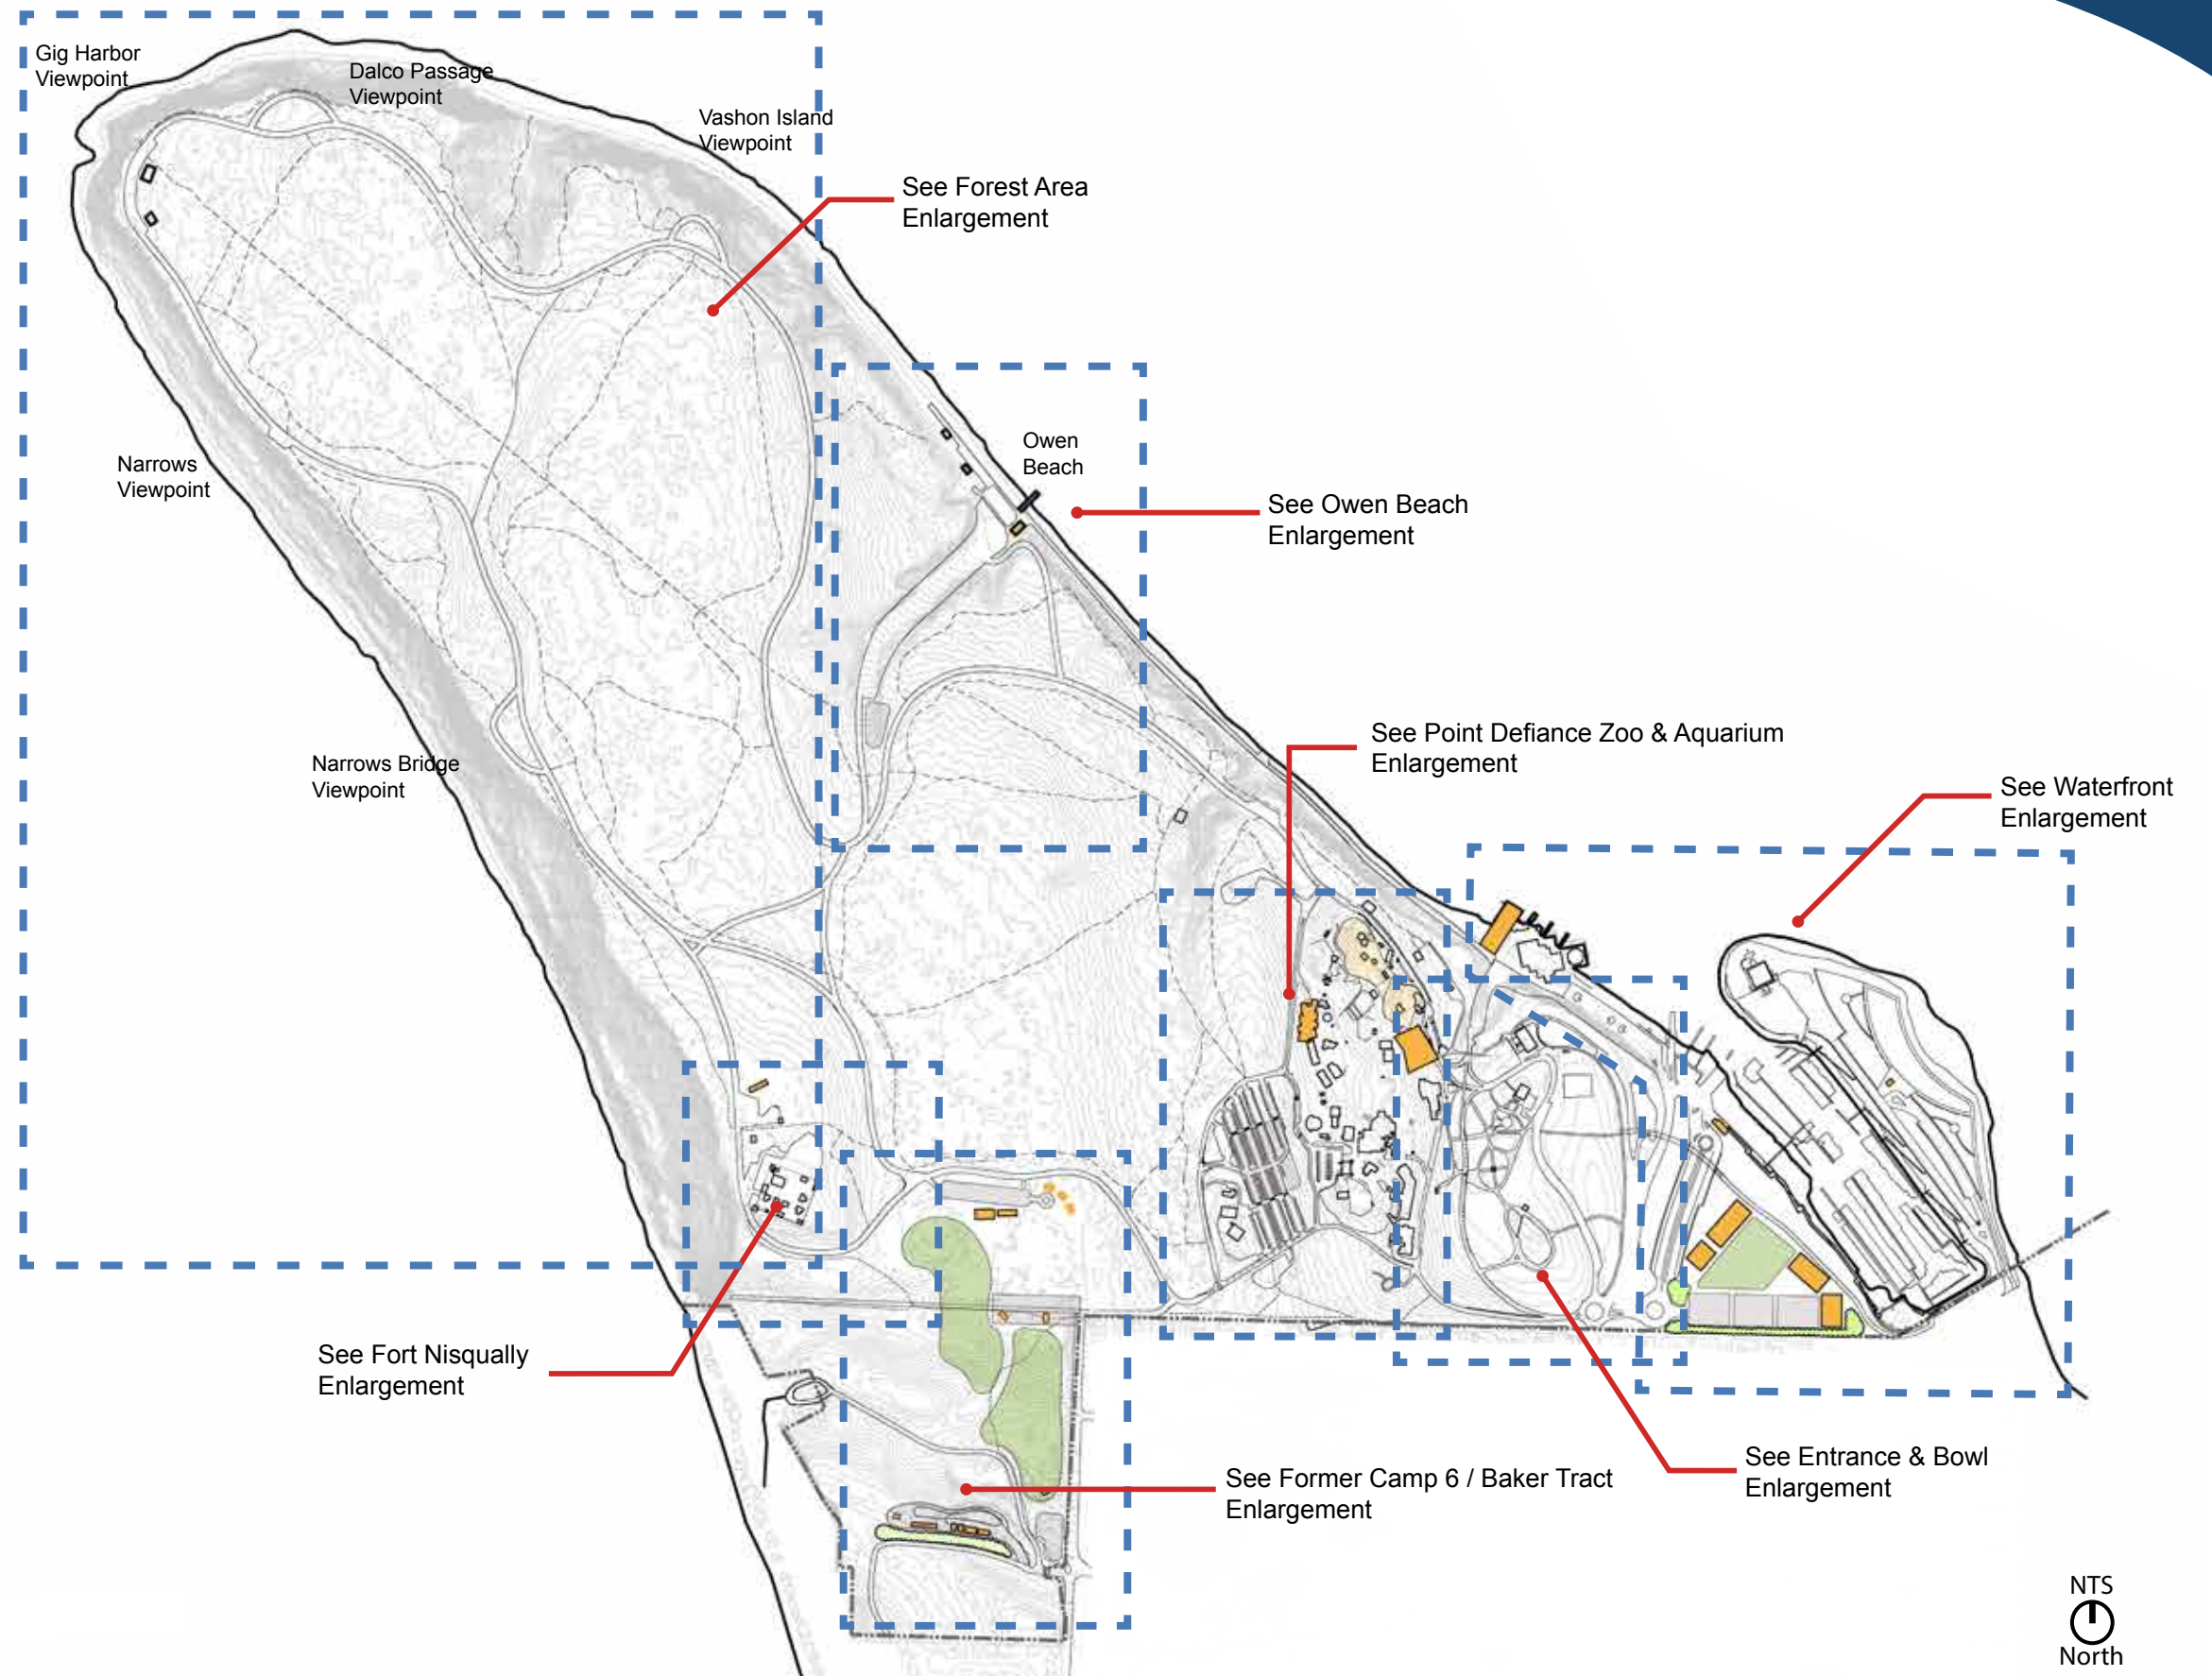 Gig Harbor
Viewpoint
Dalco Passage
Viewpoint
Vashon Island
Viewpoint
See Forest Area
Enlargement
Owen
Beach
Narrows
Viewpoint
See Owen Beach
Enlargement
See Point Defiance Zoo & Aquarium
Enlargement
Narrows Bridge
Viewpoint
See Waterfront
Enlargement
See Fort Nisqually
Enlargement
See Former Camp 6 / Baker Tract
Enlargement
See Entrance & Bowl
Enlargement
NTS
North